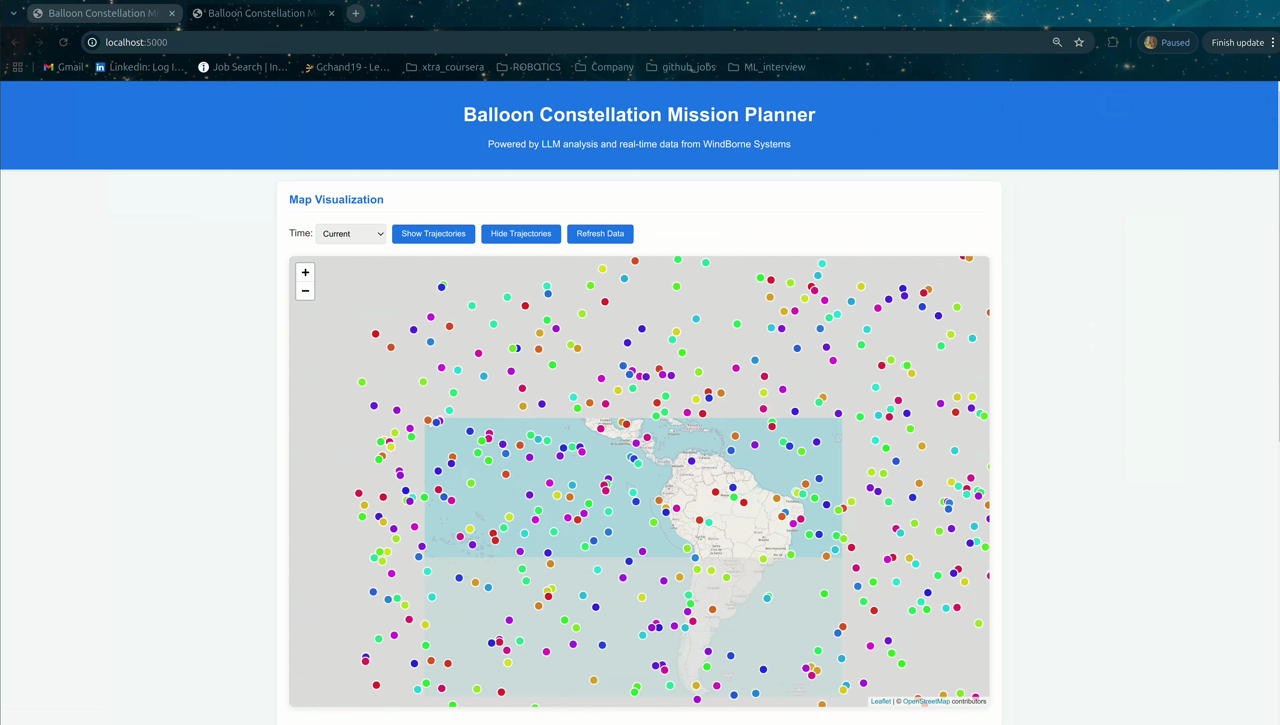 Balloon Constellation Mi
Balloon Constellation M
localhost:5000
Paused
Finish update
Gmail
LinkedIn: Log I...
Job Search | In...
Gchand19 - Le...
xtra_coursera
ROBOTICS
Company
github_jobs
ML_interview
Balloon Constellation Mission Planner
Powered by LLM analysis and real-time data from WindBorne Systems
Map Visualization
Time:
Current
Show Trajectories
Hide Trajectories
Refresh Data
+
−
Leaflet | © OpenStreetMap contributors